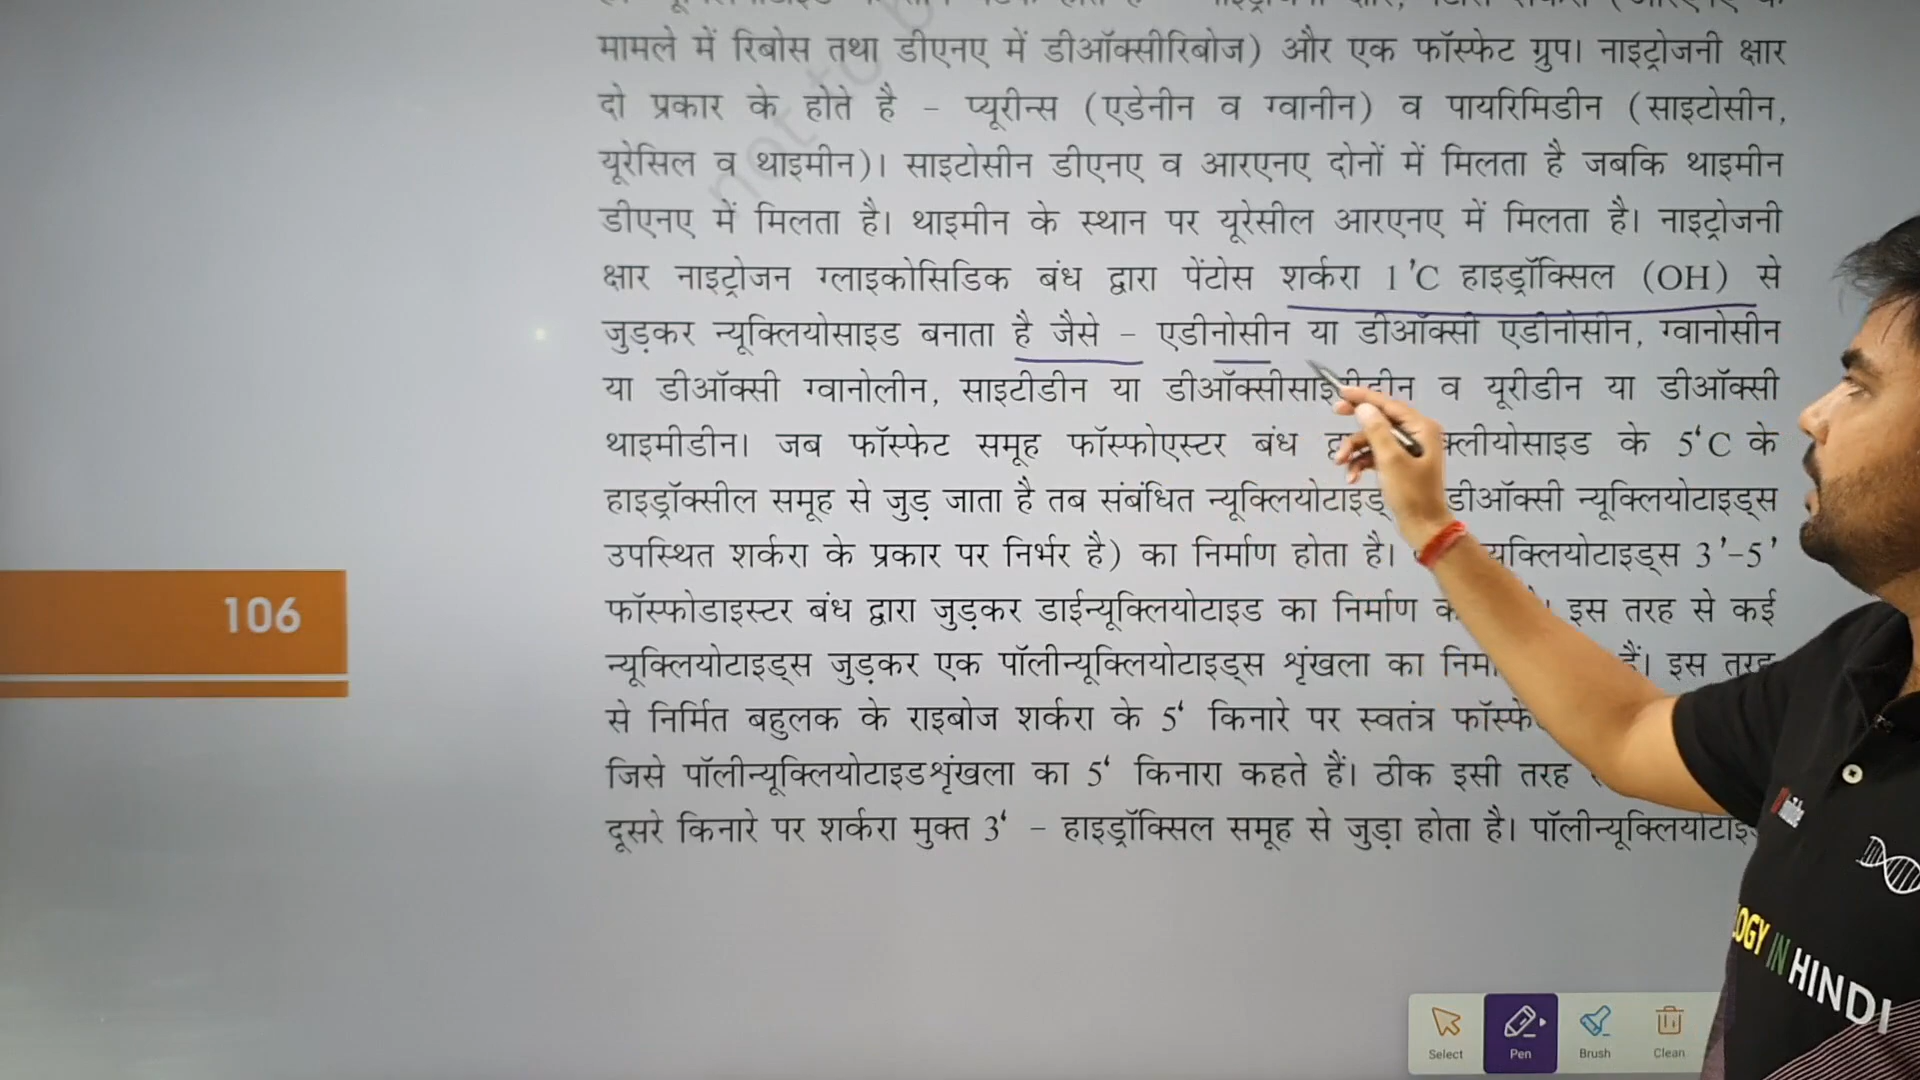 मामले में रिबोस तथा डीएनए में डीऑक्सीरिबोज) और एक फॉस्फेट ग्रुप। नाइट्रोजनी क्षार
दो प्रकार के होते है – प्यूरीन्स (एडेनीन व ग्वानीन) व पायरिमिडीन (साइटोसीन,
यूरेसिल व थाइमीन)। साइटोसीन डीएनए व आरएनए दोनों में मिलता है जबकि थाइमीन
डीएनए में मिलता है। थाइमीन के स्थान पर यूरेसील आरएनए में मिलता है। नाइट्रोजनी
क्षार नाइट्रोजन ग्लाइकोसिडिक बंध द्वारा पेंटोस शर्करा 1'C हाइड्रॉक्सिल (OH) से
जुड़कर न्यूक्लियोसाइड बनाता है जैसे – एडीनोसीन या डीऑक्सी एडीनोसीन, ग्वानोसीन
या डीऑक्सी ग्वानोलीन, साइटीडीन या डीऑक्सीसाइटीडीन व यूरीडीन या डीऑक्सी
थाइमीडीन। जब फॉस्फेट समूह फॉस्फोएस्टर बंध क्लीयोसाइड के 5‘C के
हाइड्रॉक्सील समूह से जुड़ जाता है तब संबंधित न्यूक्लियोटाइड् डीऑक्सी न्यूक्लियोटाइड्स
उपस्थित शर्करा के प्रकार पर निर्भर है) का निर्माण होता है। यक्लियोटाइड्स 3'–5'
फॉस्फोडाइस्टर बंध द्वारा जुड़कर डाईन्यूक्लियोटाइड का निर्माण इस तरह से कई
न्यूक्लियोटाइड्स जुड़कर एक पॉलीन्यूक्लियोटाइड्स शृंखला का हैं। इस तरह
से निर्मित बहुलक के राइबोज शर्करा के 5‘ किनारे पर स्वतंत्र
जिसे पॉलीन्यूक्लियोटाइडशृंखला का 5‘ किनारा कहते हैं। ठीक इसी तरह
दूसरे किनारे पर शर्करा मुक्त 3‘ – हाइड्रॉक्सिल समूह से जुड़ा होता है। पॉलीन्यूक्लियोटाइ
106
not to b
LOGY IN HINDI
Select Pen Brush Clean